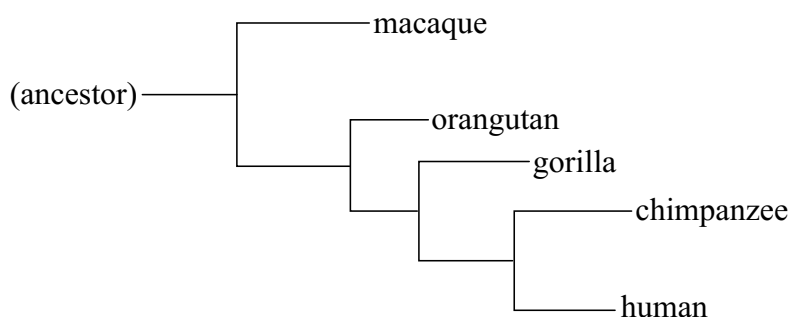 macaque
(ancestor)
orangutan
gorilla
chimpanzee
human